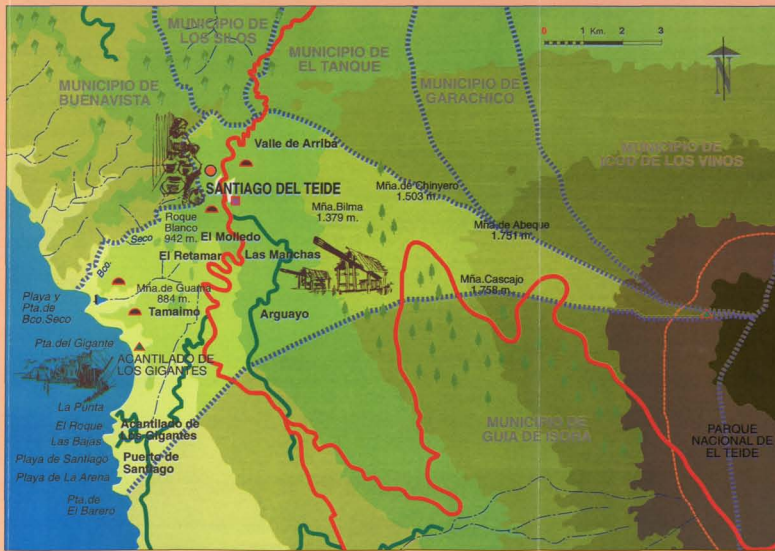 MUNICIPIO DE
LOS SILOS
MUNICIPIO DE
EL TANQUE
MUNICIPIO DE
BUENAVISTA
MUNICIPIO DE
GARACHICO
MUNICIPIO DE
ICOD DE LOS VINOS
0 1 Km. 2 3
N
Valle de Arriba
SANTIAGO DEL TEIDE
Mña.de Chinyero
1.503 m.
Mña.Bilma
1.379 m.
Mña.de Abeque
1.751 m.
Roque
Blanco
942 m.
El Molledo
Bco. Seco
El Retamar
Las Manchas
Mña.Cascajo
1.758 m.
Mña.de Guama
884 m.
Tamaimo
Arguayo
Playa y
Pta.de
Bco.Seco
Pta.del Gigante
ACANTILADO DE
LOS GIGANTES
La Punta
El Roque
Las Bajas
Playa de Santiago
Playa de La Arena
Pta.de
El Barero
Acantilado de
Los Gigantes
Puerto de
Santiago
MUNICIPIO DE
GUIA DE ISORA
PARQUE
NACIONAL DE
EL TEIDE